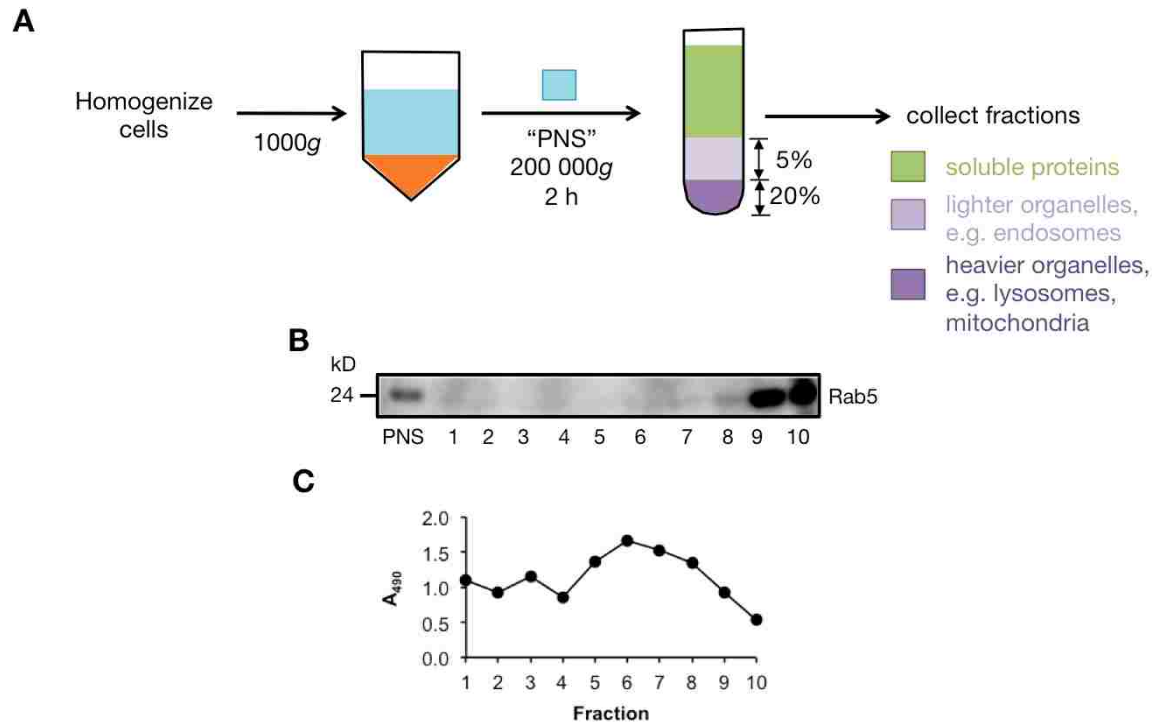 A
Homogenize
cells
1000g
“PNS”
200 000g
2 h
5%
20%
collect fractions
soluble proteins
lighter organelles,
e.g. endosomes
heavier organelles,
e.g. lysosomes,
mitochondria
B
kD
24
Rab5
PNS 1 2 3 4 5 6 7 8 9 10
C
2.0
1.5
1.0
0.5
0.0
A490
1 2 3 4 5 6 7 8 9 10
Fraction